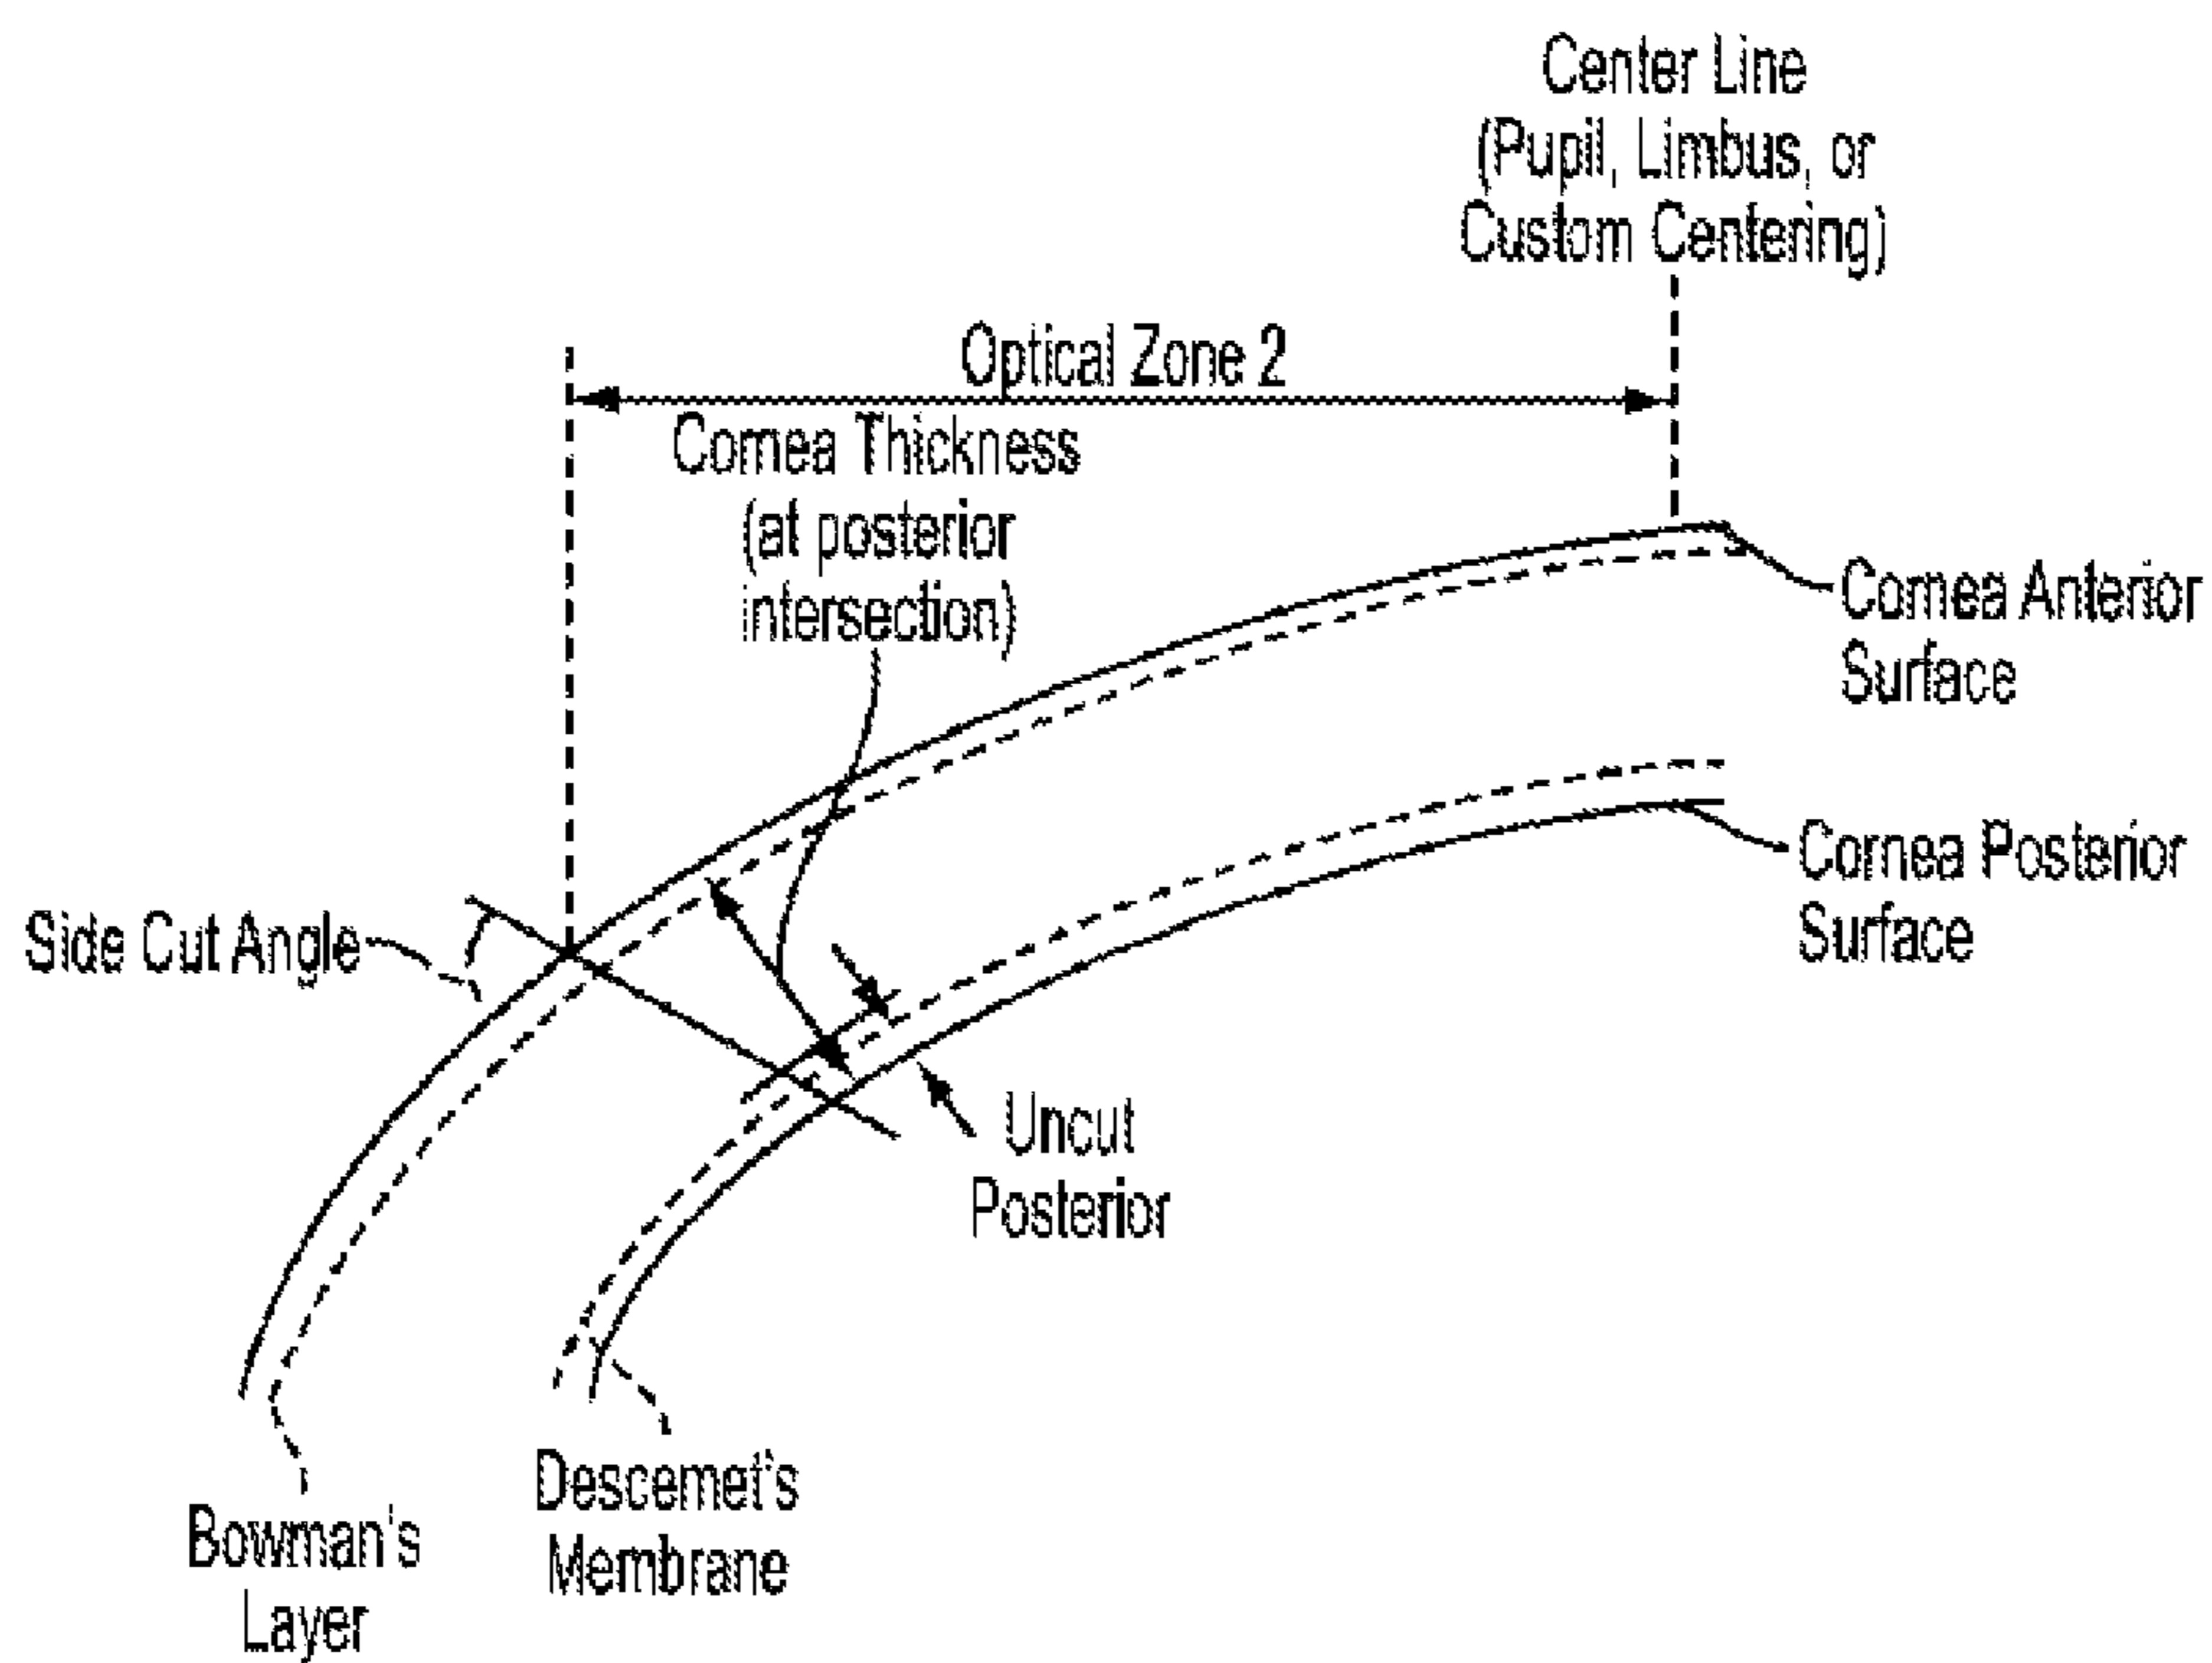 Center Line
(Pupil, Limbus, or
Custom Centering)
Optical Zone 2
Cornea Thickness
(at posterior
intersection)
Cornea Anterior
Surface
Cornea Posterior
Surface
Side Cut Angle
Uncut
Posterior
Descemet's
Membrane
Bowman's
Layer